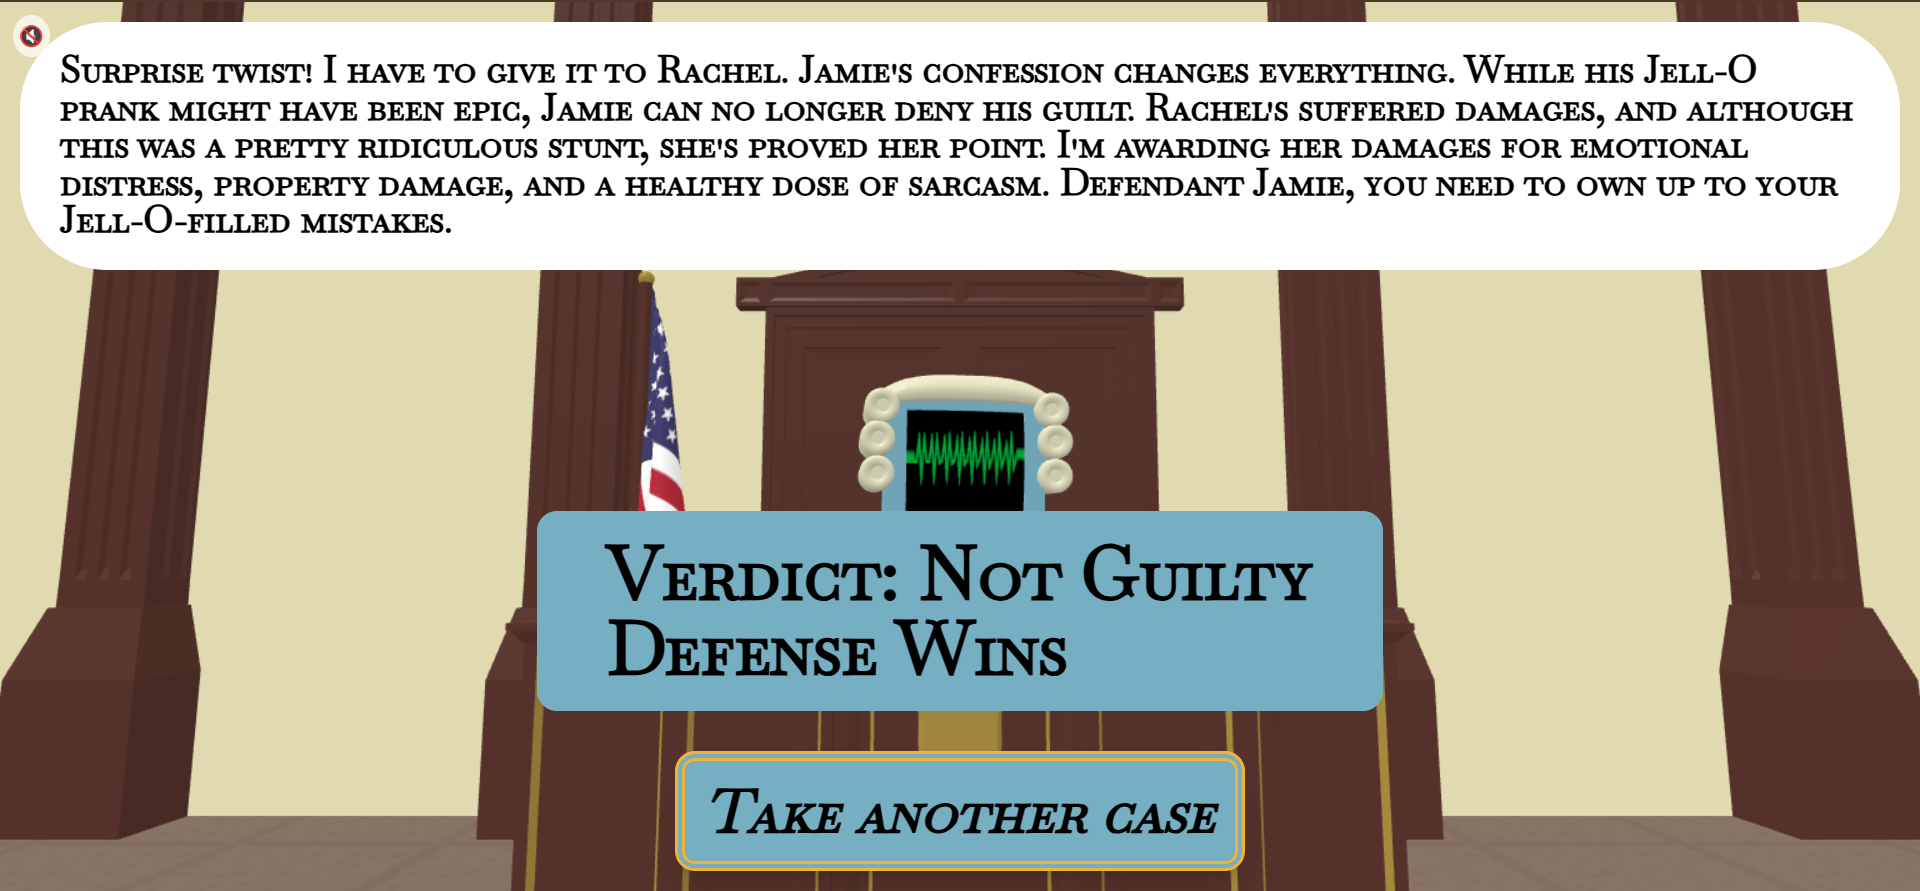 Surprise twist! I have to give it to Rachel. Jamie's confession changes everything. While his Jell-O
prank might have been epic, Jamie can no longer deny his guilt. Rachel's suffered damages, and although
this was a pretty ridiculous stunt, she's proved her point. I'm awarding her damages for emotional
distress, property damage, and a healthy dose of sarcasm. Defendant Jamie, you need to own up to your
Jell-O-filled mistakes.
Verdict: Not Guilty
Defense Wins
Take another case